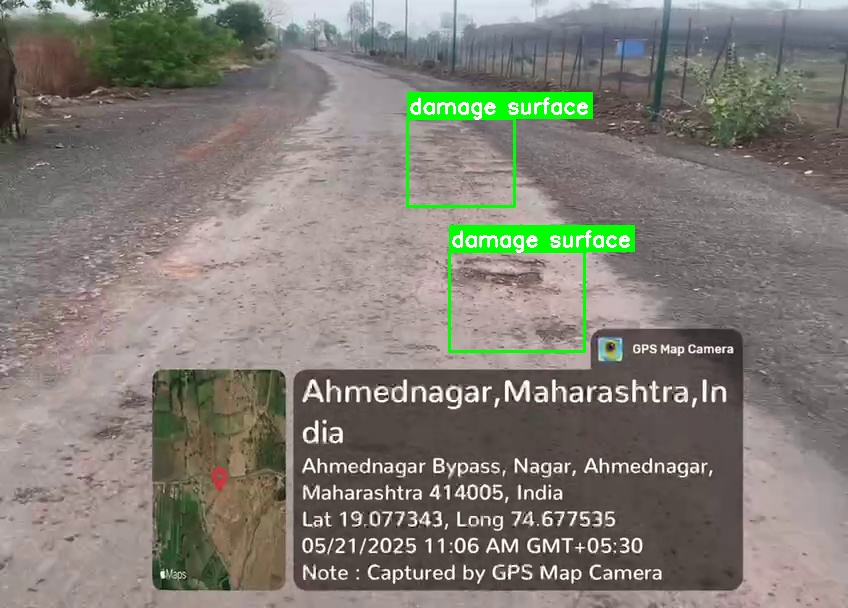 damage surface
damage surface
GPS Map Camera
Ahmednagar,Maharashtra,In
dia
Ahmednagar Bypass, Nagar, Ahmednagar,
Maharashtra 414005, India
Lat 19.077343, Long 74.677535
05/21/2025 11:06 AM GMT+05:30
Note : Captured by GPS Map Camera
Maps